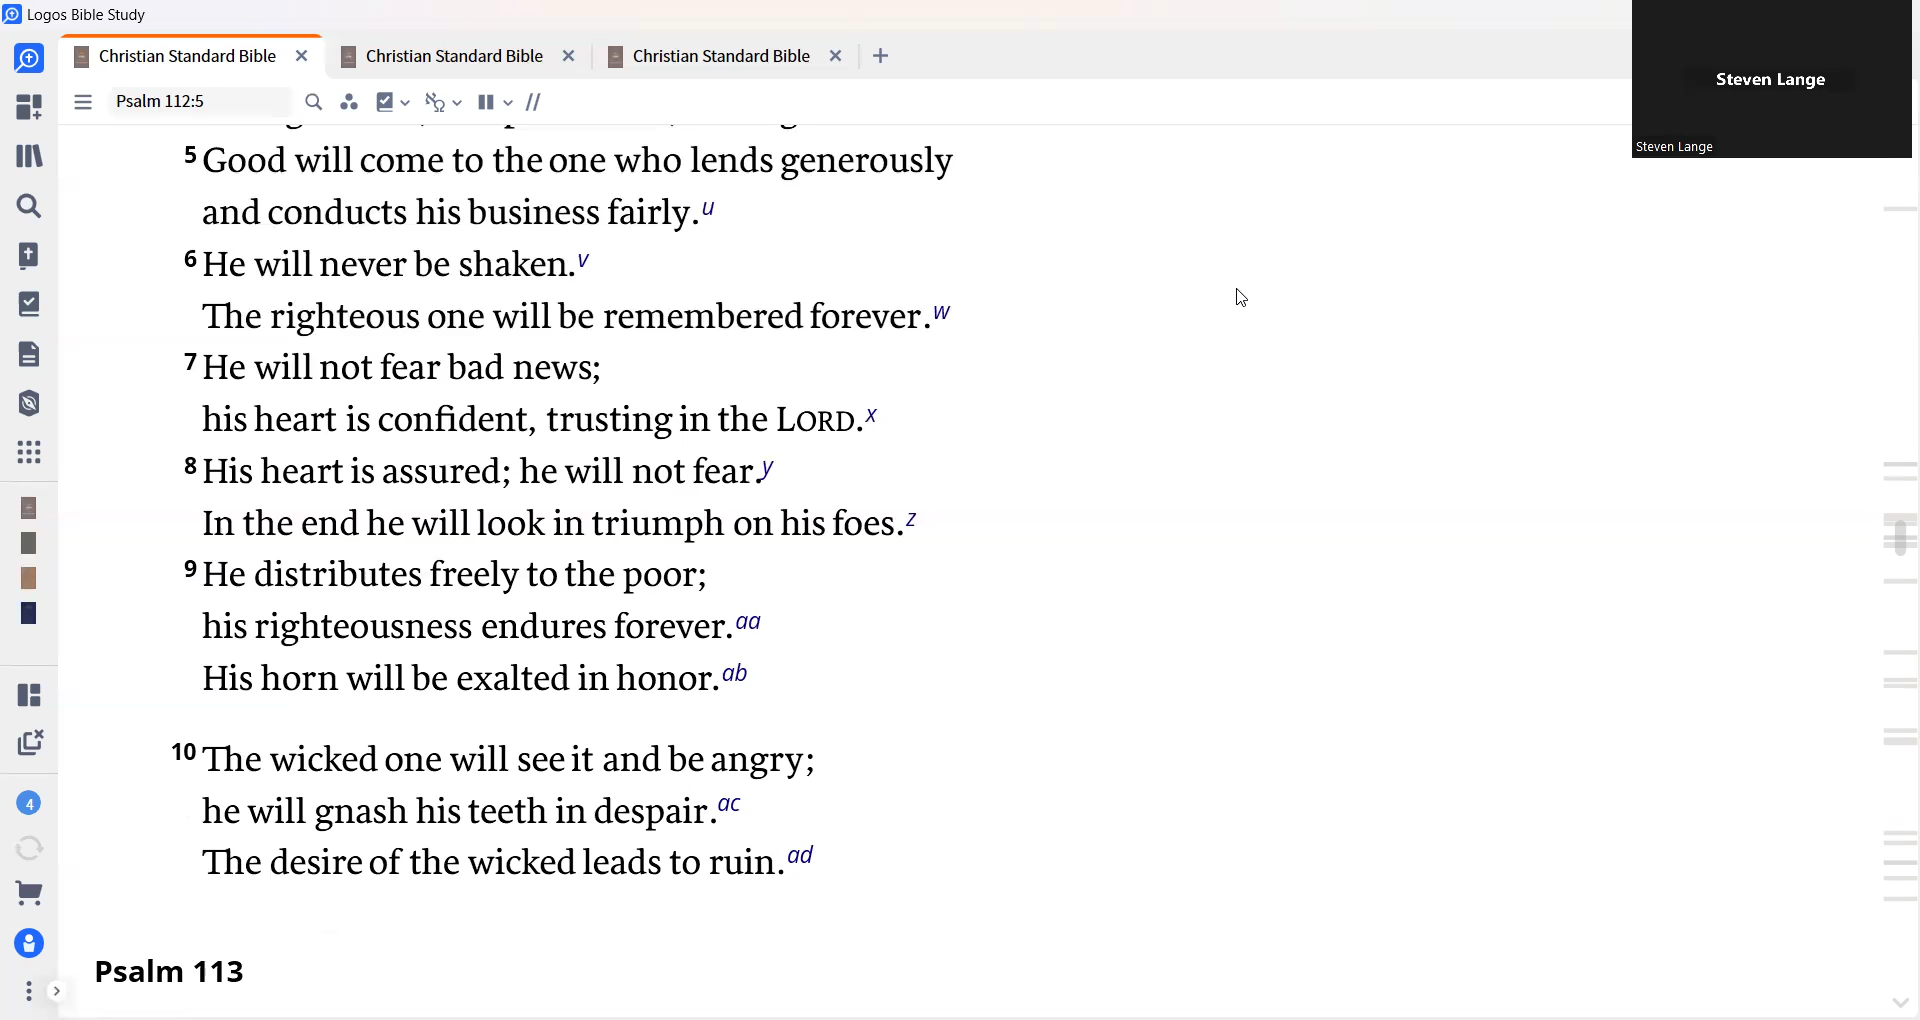 Logos Bible Study
Christian Standard Bible
Christian Standard Bible
Christian Standard Bible
Steven Lange
Steven Lange
Psalm 112:5
5 Good will come to the one who lends generously
and conducts his business fairly.u
6 He will never be shaken.v
The righteous one will be remembered forever.w
7 He will not fear bad news;
his heart is confident, trusting in the LORD.x
8 His heart is assured; he will not fear.y
In the end he will look in triumph on his foes.z
9 He distributes freely to the poor;
his righteousness endures forever.aa
His horn will be exalted in honor.ab
10 The wicked one will see it and be angry;
he will gnash his teeth in despair.ac
The desire of the wicked leads to ruin.ad
4
Psalm 113